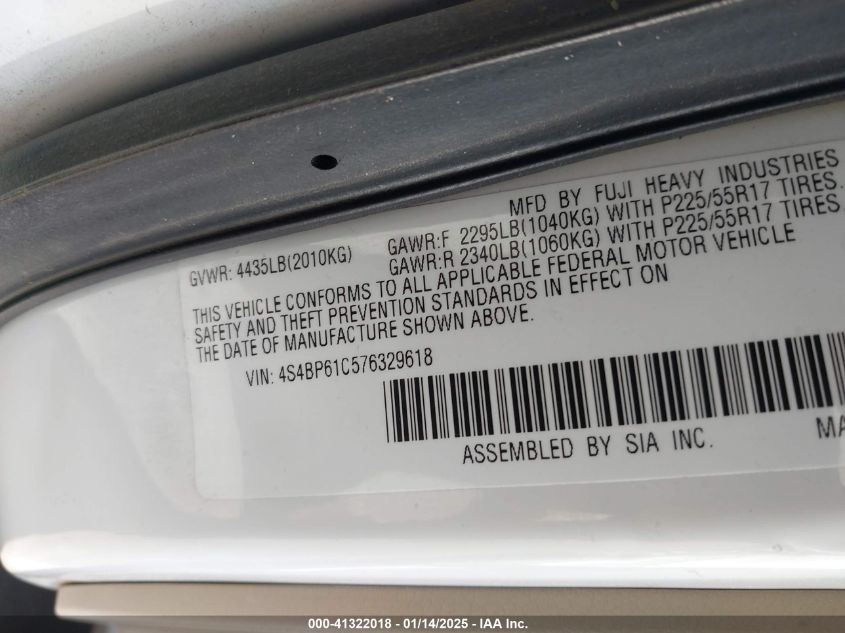 MFD BY FUJI HEAVY INDUSTRIES
GVWR: 4435LB(2010KG)
GAWR:F 2295LB(1040KG) WITH P225/55R17 TIRES.
GAWR:R 2340LB(1060KG) WITH P225/55R17 TIRES.
THIS VEHICLE CONFORMS TO ALL APPLICABLE FEDERAL MOTOR VEHICLE
SAFETY AND THEFT PREVENTION STANDARDS IN EFFECT ON
THE DATE OF MANUFACTURE SHOWN ABOVE.
VIN: 4S4BP61C576329618
ASSEMBLED BY SIA INC.
MA
000-41322018 - 01/14/2025 - IAA Inc.